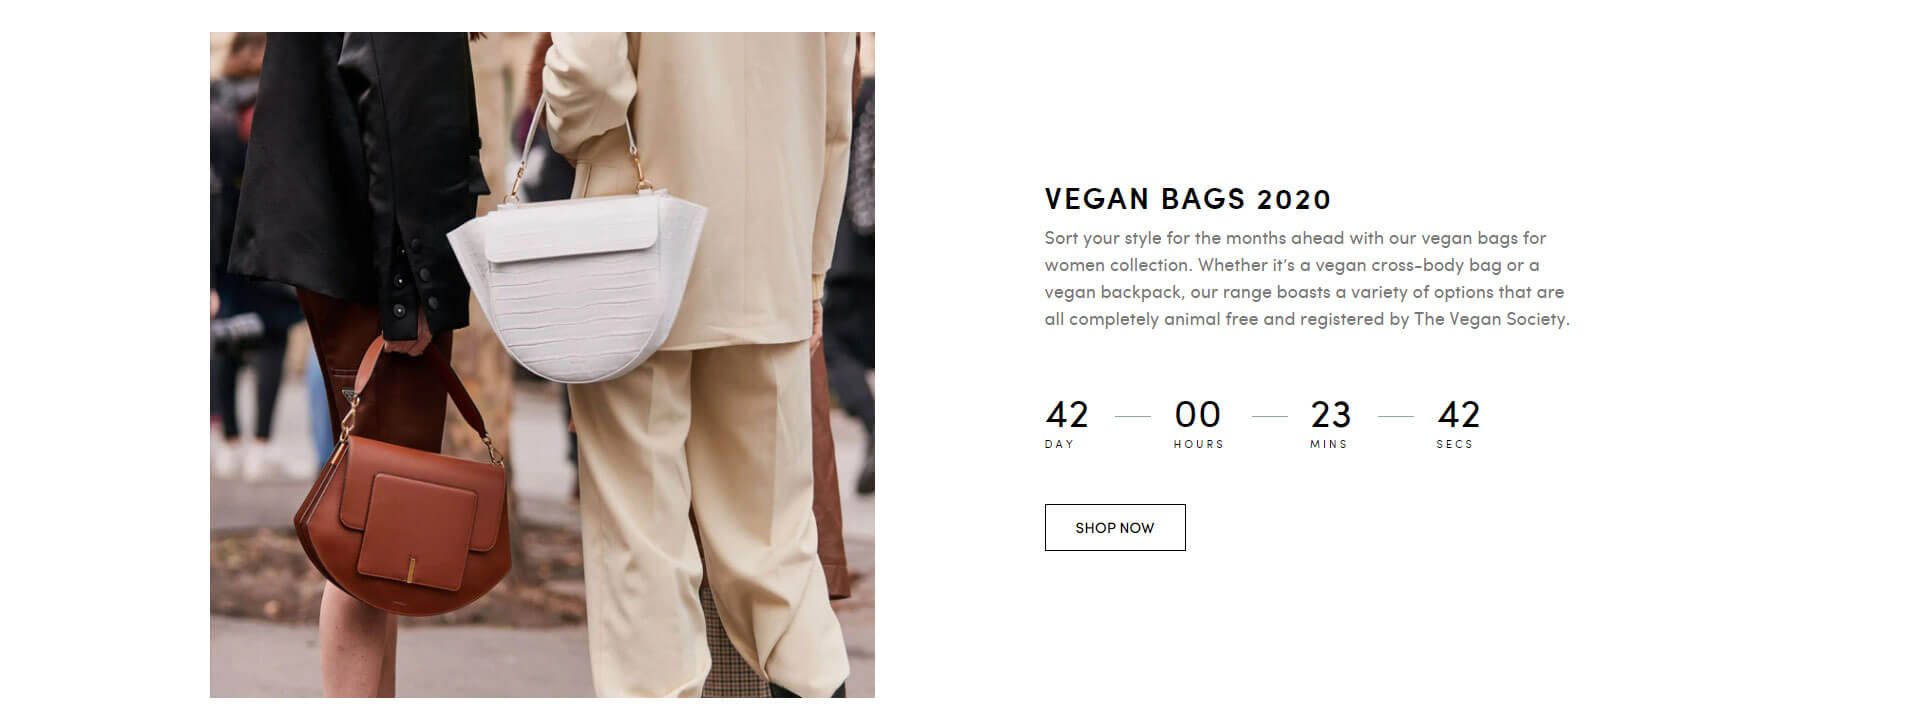 VEGAN BAGS 2020
Sort your style for the months ahead with our vegan bags for
women collection. Whether it's a vegan cross-body bag or a
vegan backpack, our range boasts a variety of options that are
all completely animal free and registered by The Vegan Society.
42 00 23 42
DAY HOURS MINS SECS
SHOP NOW